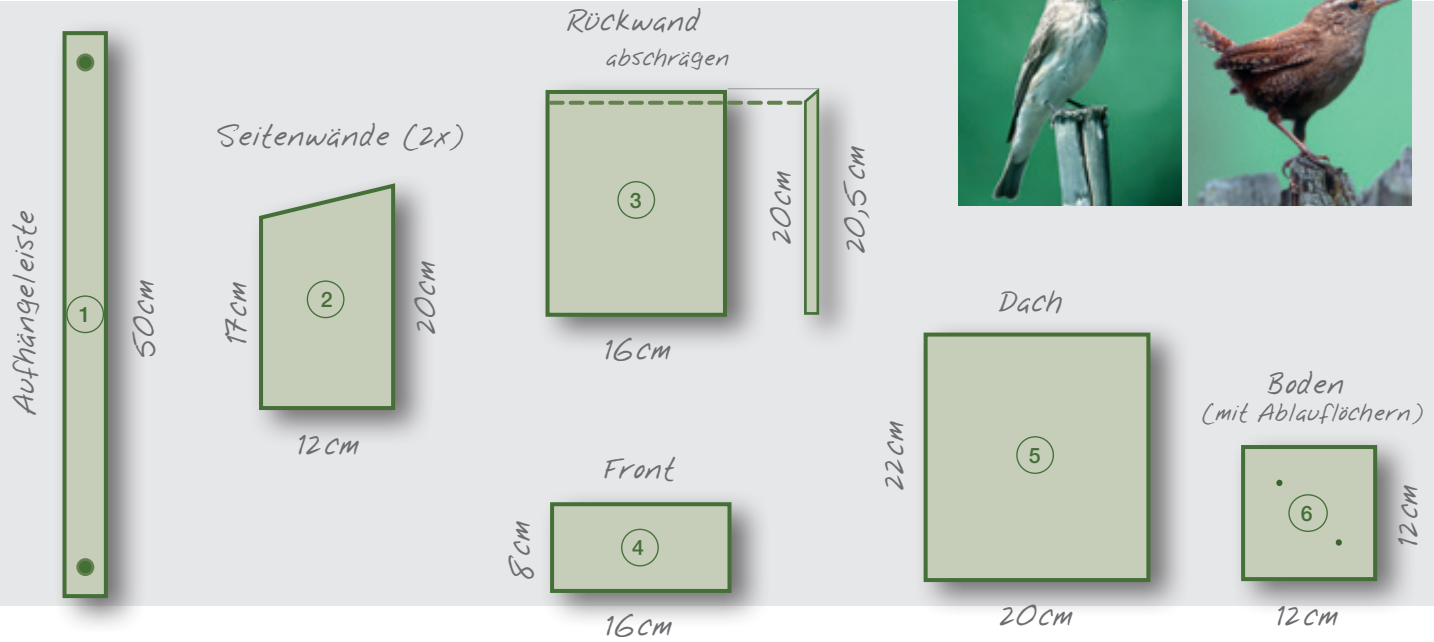 Aufhängeleiste
1
50cm
Seitenwände (2x)
17cm
2
20cm
12cm
Rückwand
abschrägen
3
20cm
20,5cm
16cm
Front
8cm
4
16cm
Dach
22cm
5
20cm
Boden
(mit Ablauflöchern)
6
12cm
12cm